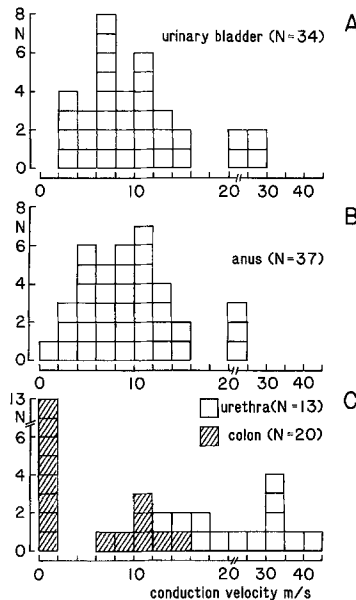 A
8
N
urinary bladder (N=34)
6
4
2
0
0 10 20 30 40
B
8
N
anus (N=37)
6
4
2
0
0 10 20 30 40
C
13
N
urethra(N=13)
colon (N=20)
6
4
2
0
0 10 20 30 40
conduction velocity m/s